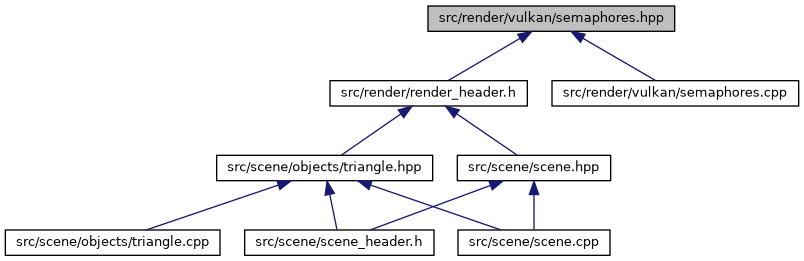 src/render/vulkan/semaphores.hpp
src/render/render_header.h
src/render/vulkan/semaphores.cpp
src/scene/objects/triangle.hpp
src/scene/scene.hpp
src/scene/objects/triangle.cpp
src/scene/scene_header.h
src/scene/scene.cpp